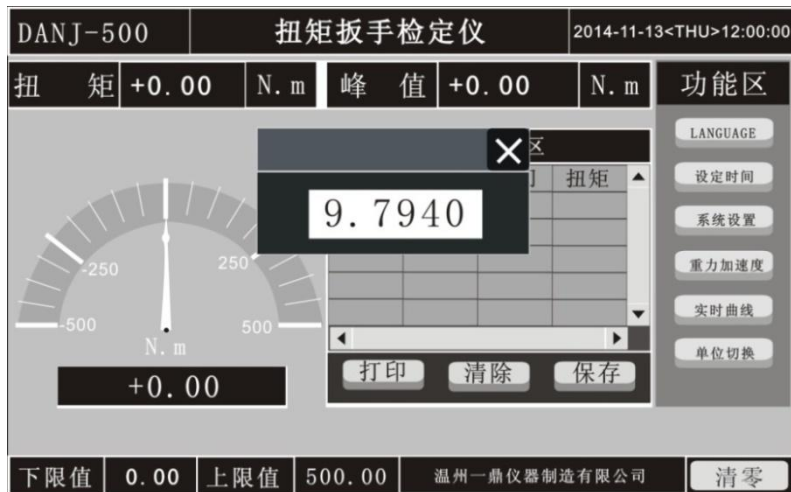 DANJ-500 扭矩扳手检定仪 2014-11-13<THU>12:00:00
扭 矩 +0.00 N.m 峰 值 +0.00 N.m 功能区
LANGUAGE
设定时间
系统设置
重力加速度
实时曲线
单位切换
区
扭矩
9.7940
-250 250
-500 500
N.m
+0.00
打印 清除 保存
下限值 0.00 上限值 500.00 温州一鼎仪器制造有限公司 清零